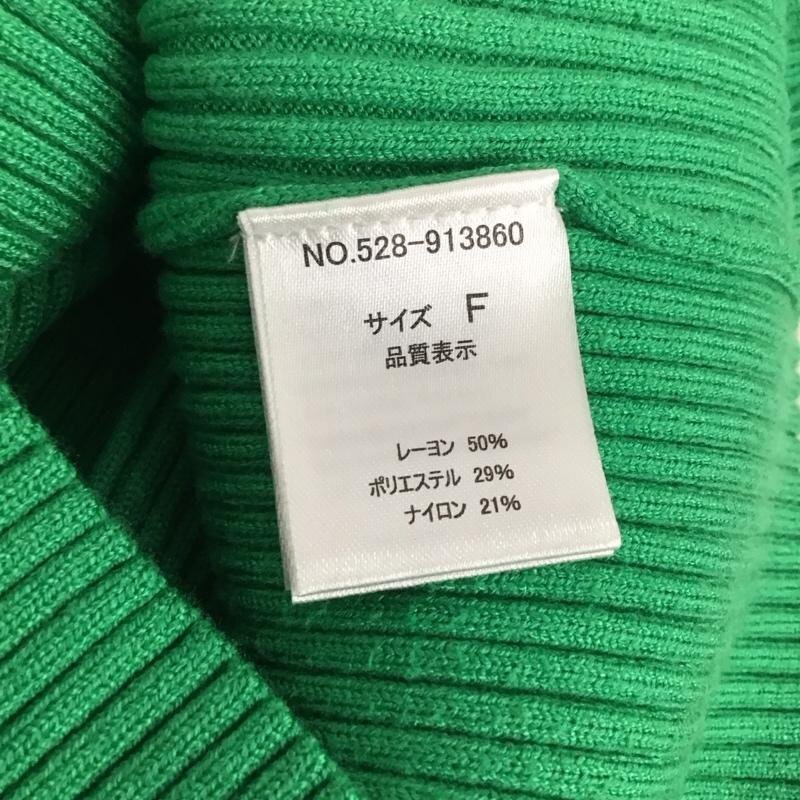 NO.528-913860
サイズ F
品質表示
レーヨン 50%
ポリエステル 29%
ナイロン 21%